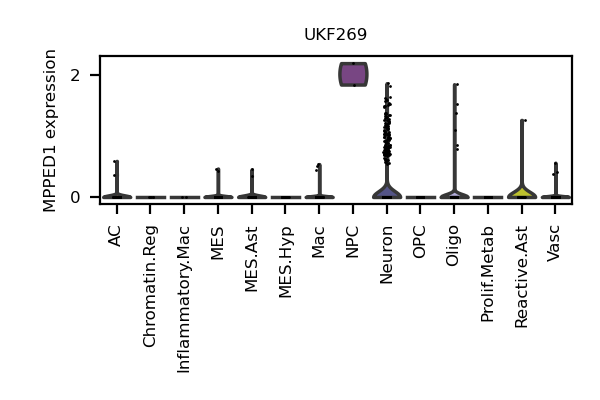 UKF269
MPPED1 expression
2
0
AC
Chromatin.Reg
Inflammatory.Mac
MES
MES.Ast
MES.Hyp
Mac
NPC
Neuron
OPC
Oligo
Prolif.Metab
Reactive.Ast
Vasc